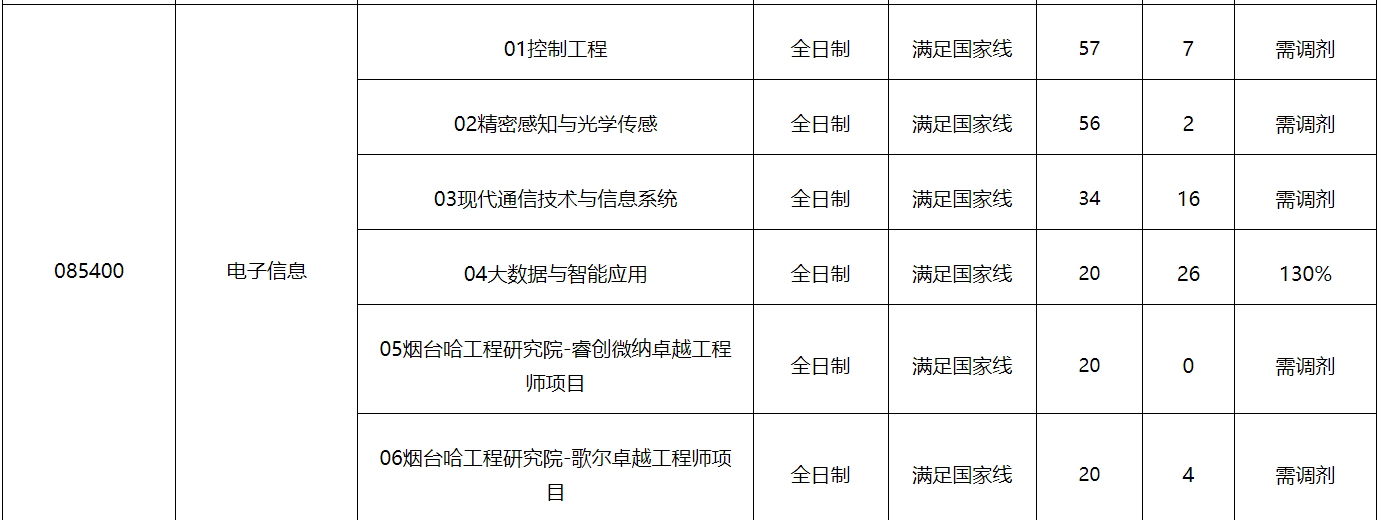 01控制工程 全日制 满足国家线 57 7 需调剂
02精密感知与光学传感 全日制 满足国家线 56 2 需调剂
03现代通信技术与信息系统 全日制 满足国家线 34 16 需调剂
085400 电子信息 04大数据与智能应用 全日制 满足国家线 20 26 130%
05烟台哈工程研究院-睿创微纳卓越工程
师项目 全日制 满足国家线 20 0 需调剂
06烟台哈工程研究院-歌尔卓越工程师项
目 全日制 满足国家线 20 4 需调剂